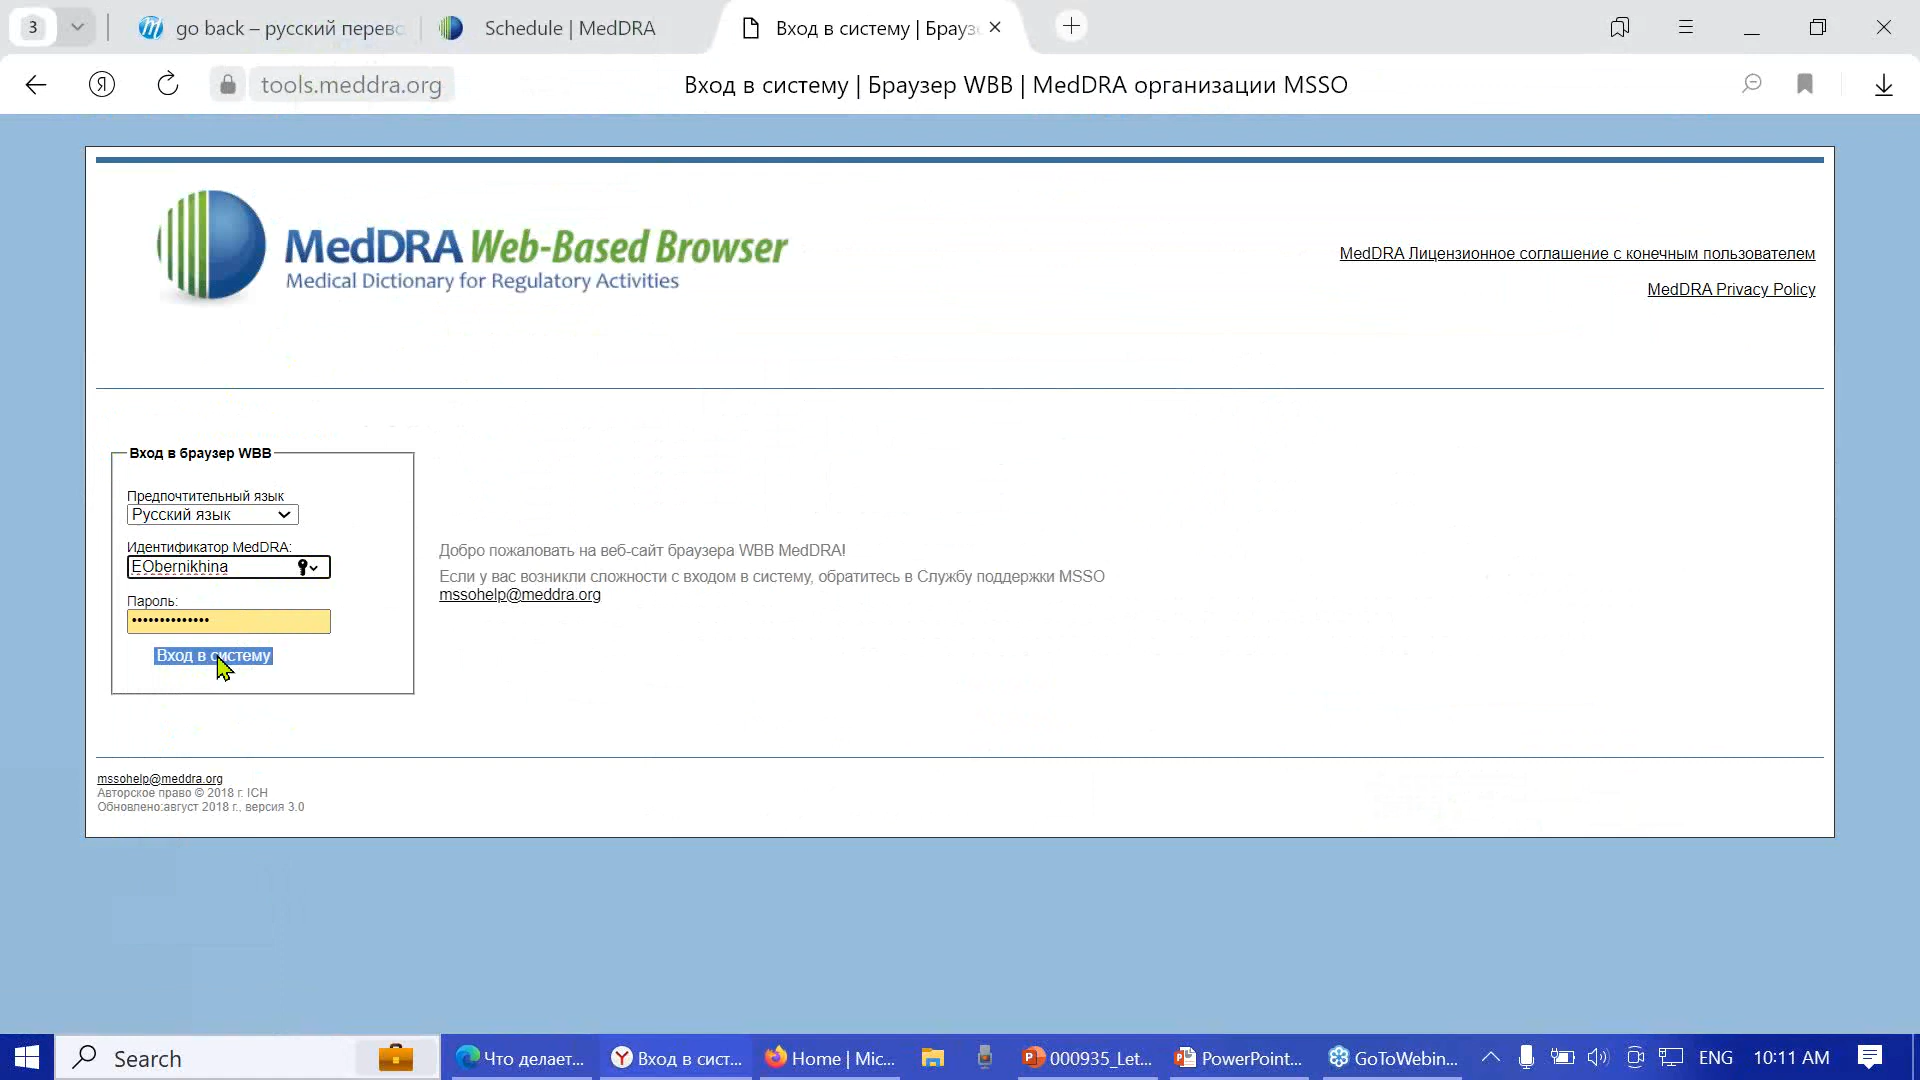 3
go back – русский перевс
Schedule | MedDRA
Вход в систему | Брауз
tools.meddra.org
Вход в систему | Браузер WBB | MedDRA организации MSSO
MedDRA Web-Based Browser
Medical Dictionary for Regulatory Activities
MedDRA Лицензионное соглашение с конечным пользователем
MedDRA Privacy Policy
Вход в браузер WBB
Предпочтительный язык
Русский язык
Идентификатор MedDRA:
EObernikhina
Пароль:
••••••••••••••
Вход в систему
Добро пожаловать на веб-сайт браузера WBB MedDRA!
Если у вас возникли сложности с входом в систему, обратитесь в Службу поддержки MSSO
mssohelp@meddra.org
mssohelp@meddra.org
Авторское право © 2018 г. ICH
Обновлено:август 2018 г., версия 3.0
Search
Что делает...
Вход в сист...
Home | Mic...
000935_Let...
PowerPoint...
GoToWebin...
ENG
10:11 AM